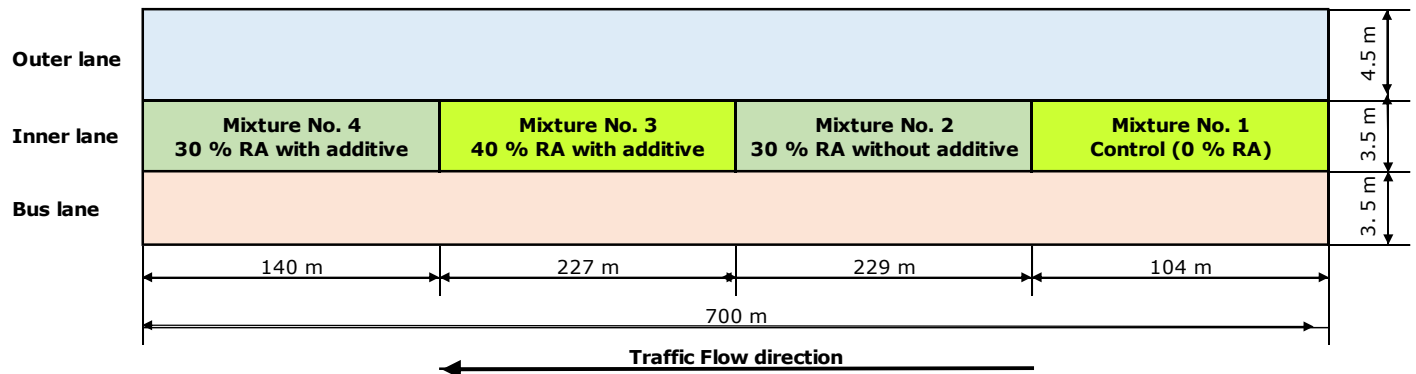 Outer lane
4.5 m
Inner lane
Mixture No. 4
30 % RA with additive
Mixture No. 3
40 % RA with additive
Mixture No. 2
30 % RA without additive
Mixture No. 1
Control (0 % RA)
3.5 m
Bus lane
3.5 m
140 m
227 m
229 m
104 m
700 m
Traffic Flow direction